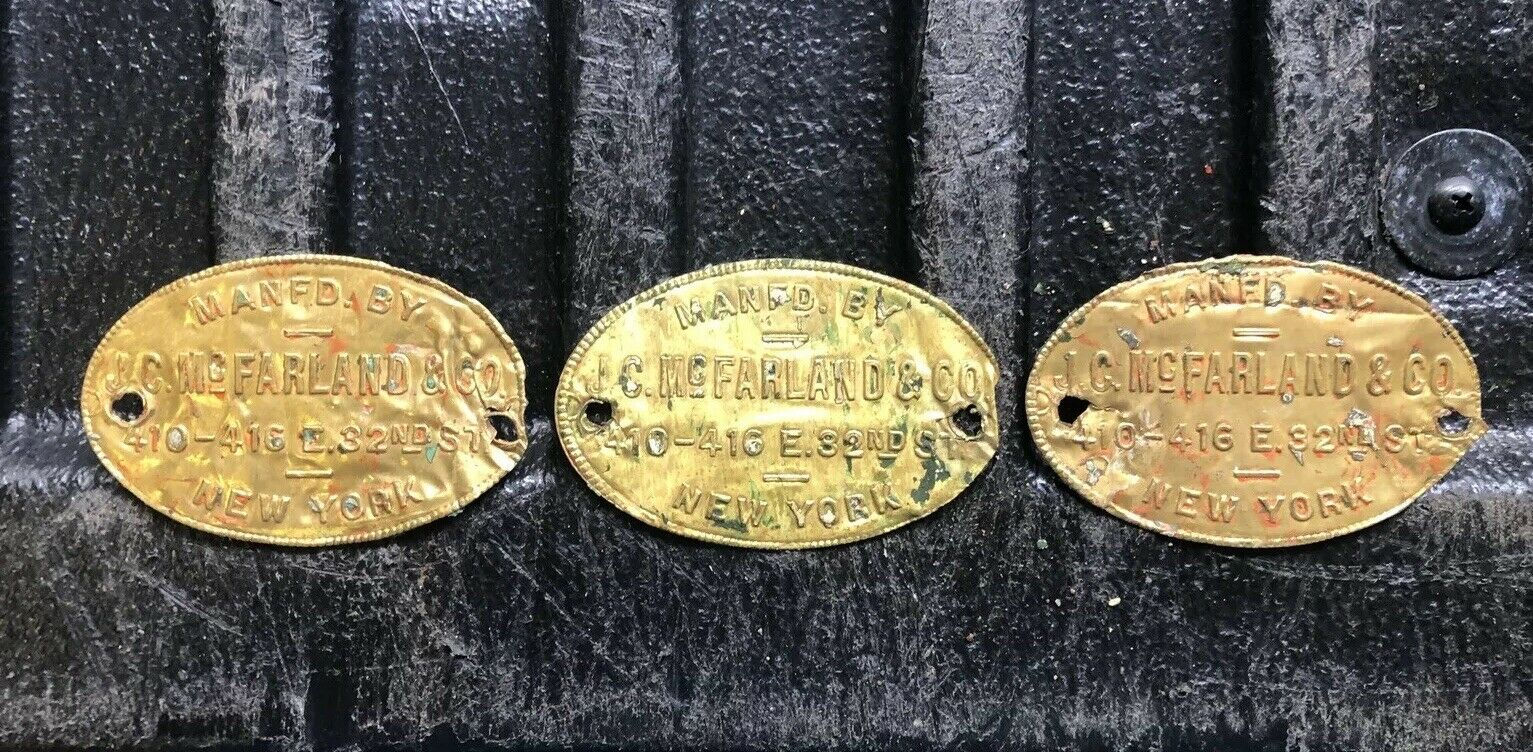 MANFD. BY
J.C. McFARLAND & CO.
410-416 E. 32ND ST
NEW YORK
MANFD. BY
J.C. McFARLAND & CO.
410-416 E. 32ND ST
NEW YORK
MANFD. BY
J.C. McFARLAND & CO.
410-416 E. 32ND ST
NEW YORK